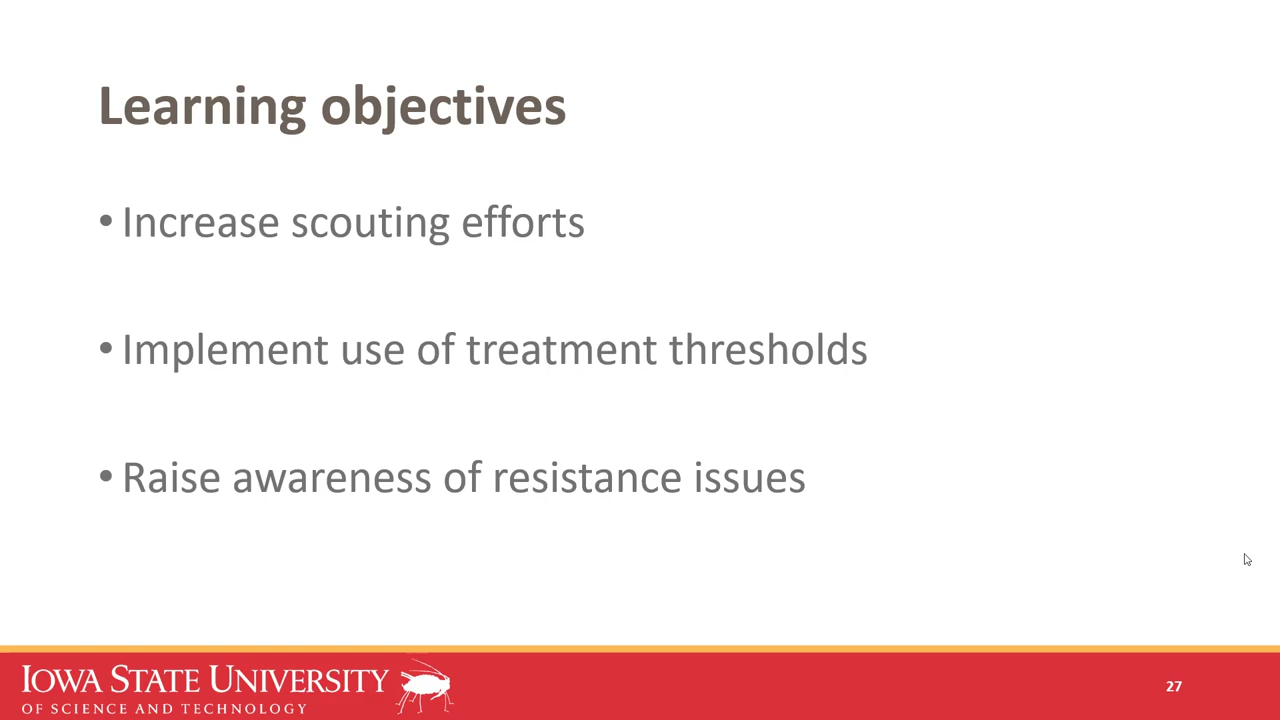 Learning objectives
• Increase scouting efforts
• Implement use of treatment thresholds
• Raise awareness of resistance issues
IOWA STATE UNIVERSITY
OF SCIENCE AND TECHNOLOGY
27